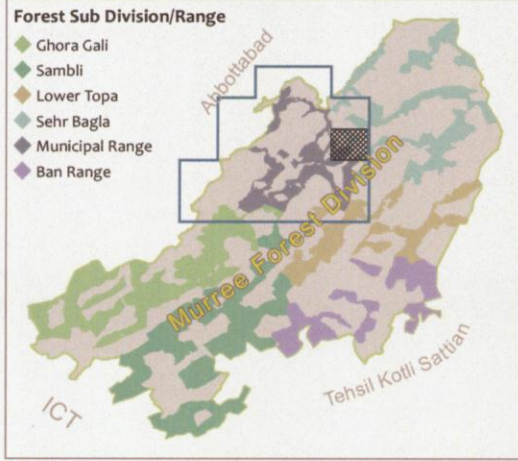 Forest Sub Division/Range
Ghora Gali
Sambli
Lower Topa
Sehr Bagla
Municipal Range
Ban Range
Abbottabad
Murree Forest Division
Tehsil Kotli Sattian
ICT